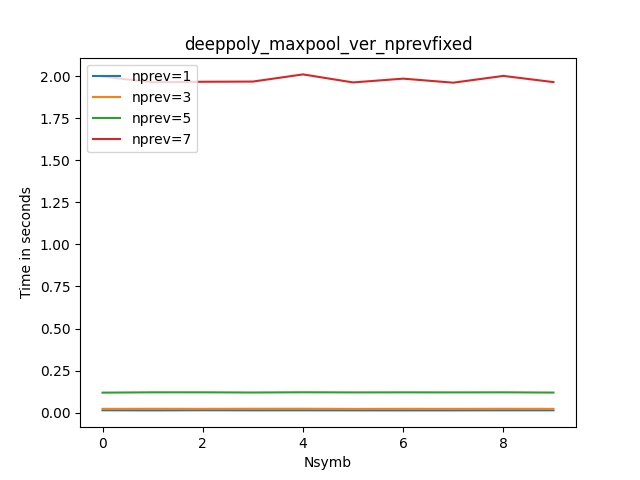 deeppoly_maxpool_ver_nprevfixed
nprev=1
nprev=3
nprev=5
nprev=7
Time in seconds
2.00
1.75
1.50
1.25
1.00
0.75
0.50
0.25
0.00
0 2 4 6 8
Nsymb